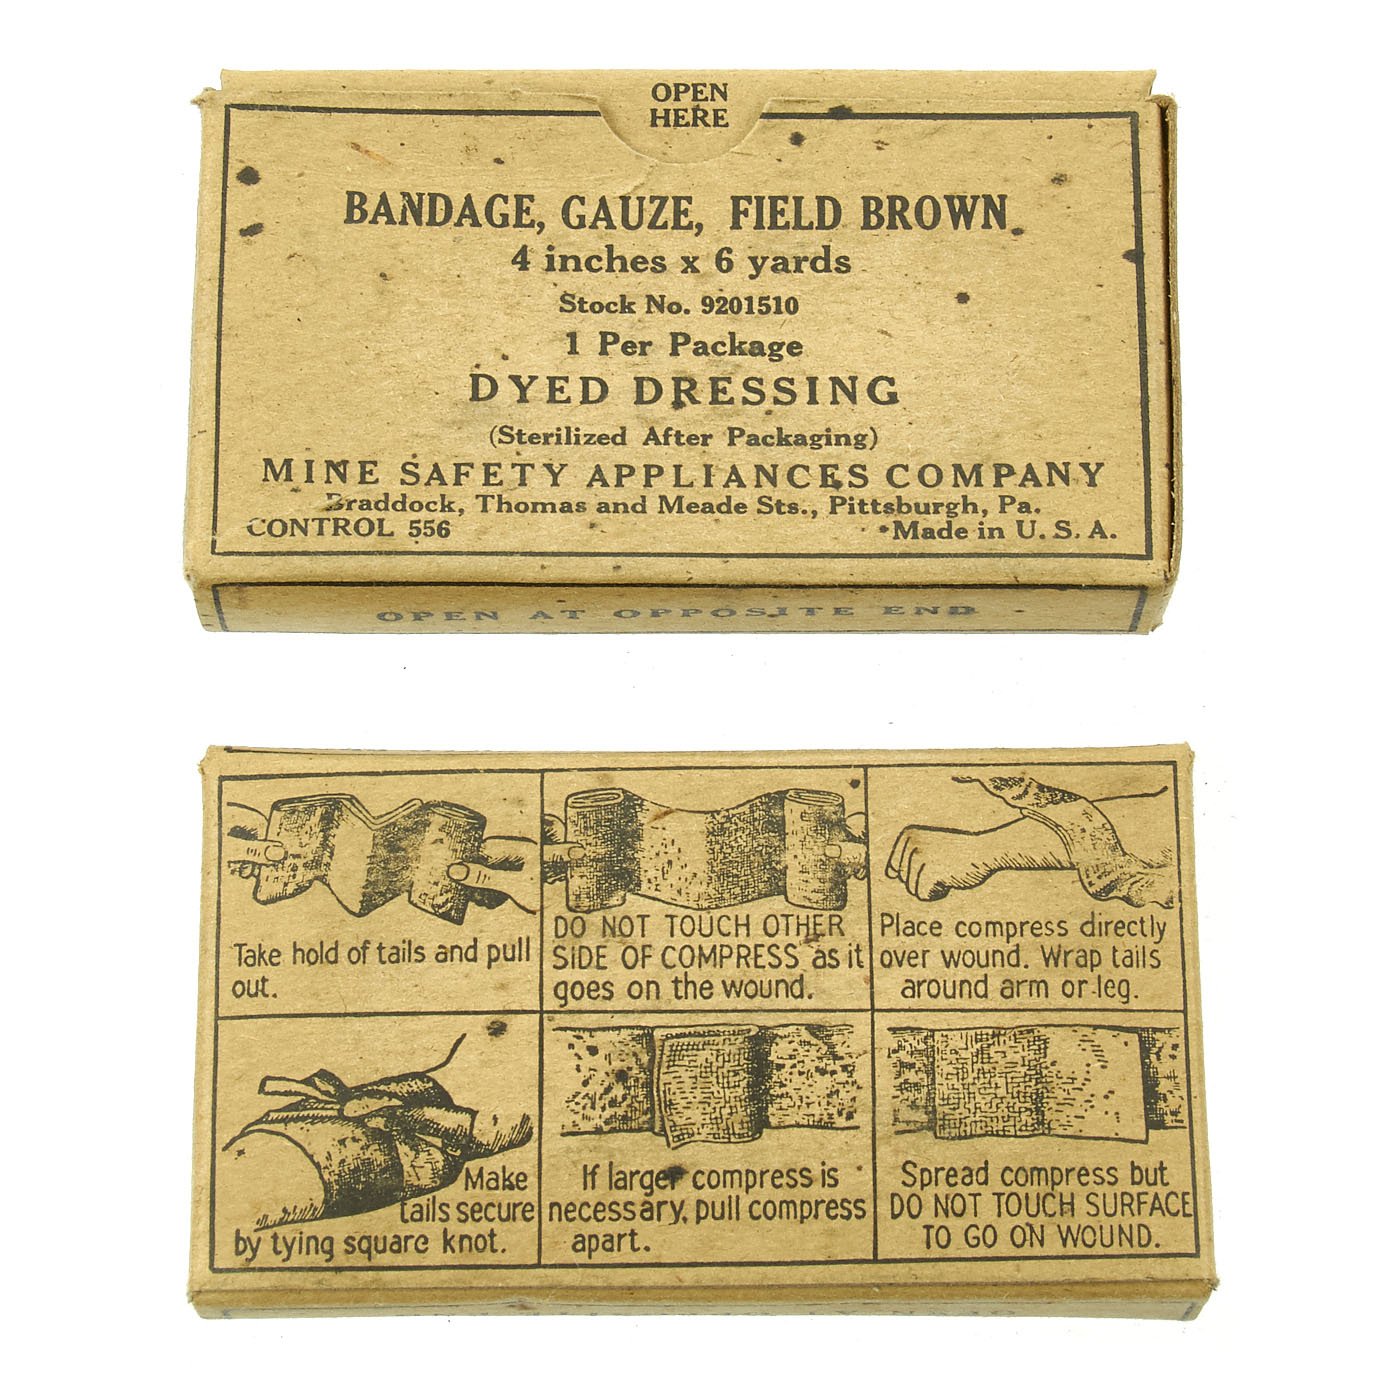 OPEN
HERE
BANDAGE, GAUZE, FIELD BROWN
4 inches x 6 yards
Stock No. 9201510
1 Per Package
DYED DRESSING
(Sterilized After Packaging)
MINE SAFETY APPLIANCES COMPANY
Braddock, Thomas and Meade Sts., Pittsburgh, Pa.
CONTROL 556 Made in U.S.A.
OPEN AT OPPOSITE END
Take hold of tails and pull
out.
DO NOT TOUCH OTHER
SIDE OF COMPRESS as it
goes on the wound.
Place compress directly
over wound. Wrap tails
around arm or leg.
Make
tails secure
by tying square knot.
If larger compress is
necessary, pull compress
apart.
Spread compress but
DO NOT TOUCH SURFACE
TO GO ON WOUND.